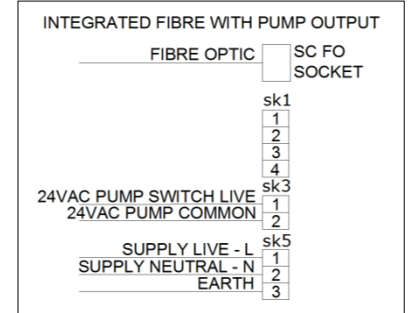 INTEGRATED FIBRE WITH PUMP OUTPUT
FIBRE OPTIC SC FO
SOCKET
sk1
1
2
3
4
sk3
24VAC PUMP SWITCH LIVE 1
24VAC PUMP COMMON 2
sk5
SUPPLY LIVE - L 1
SUPPLY NEUTRAL - N 2
EARTH 3